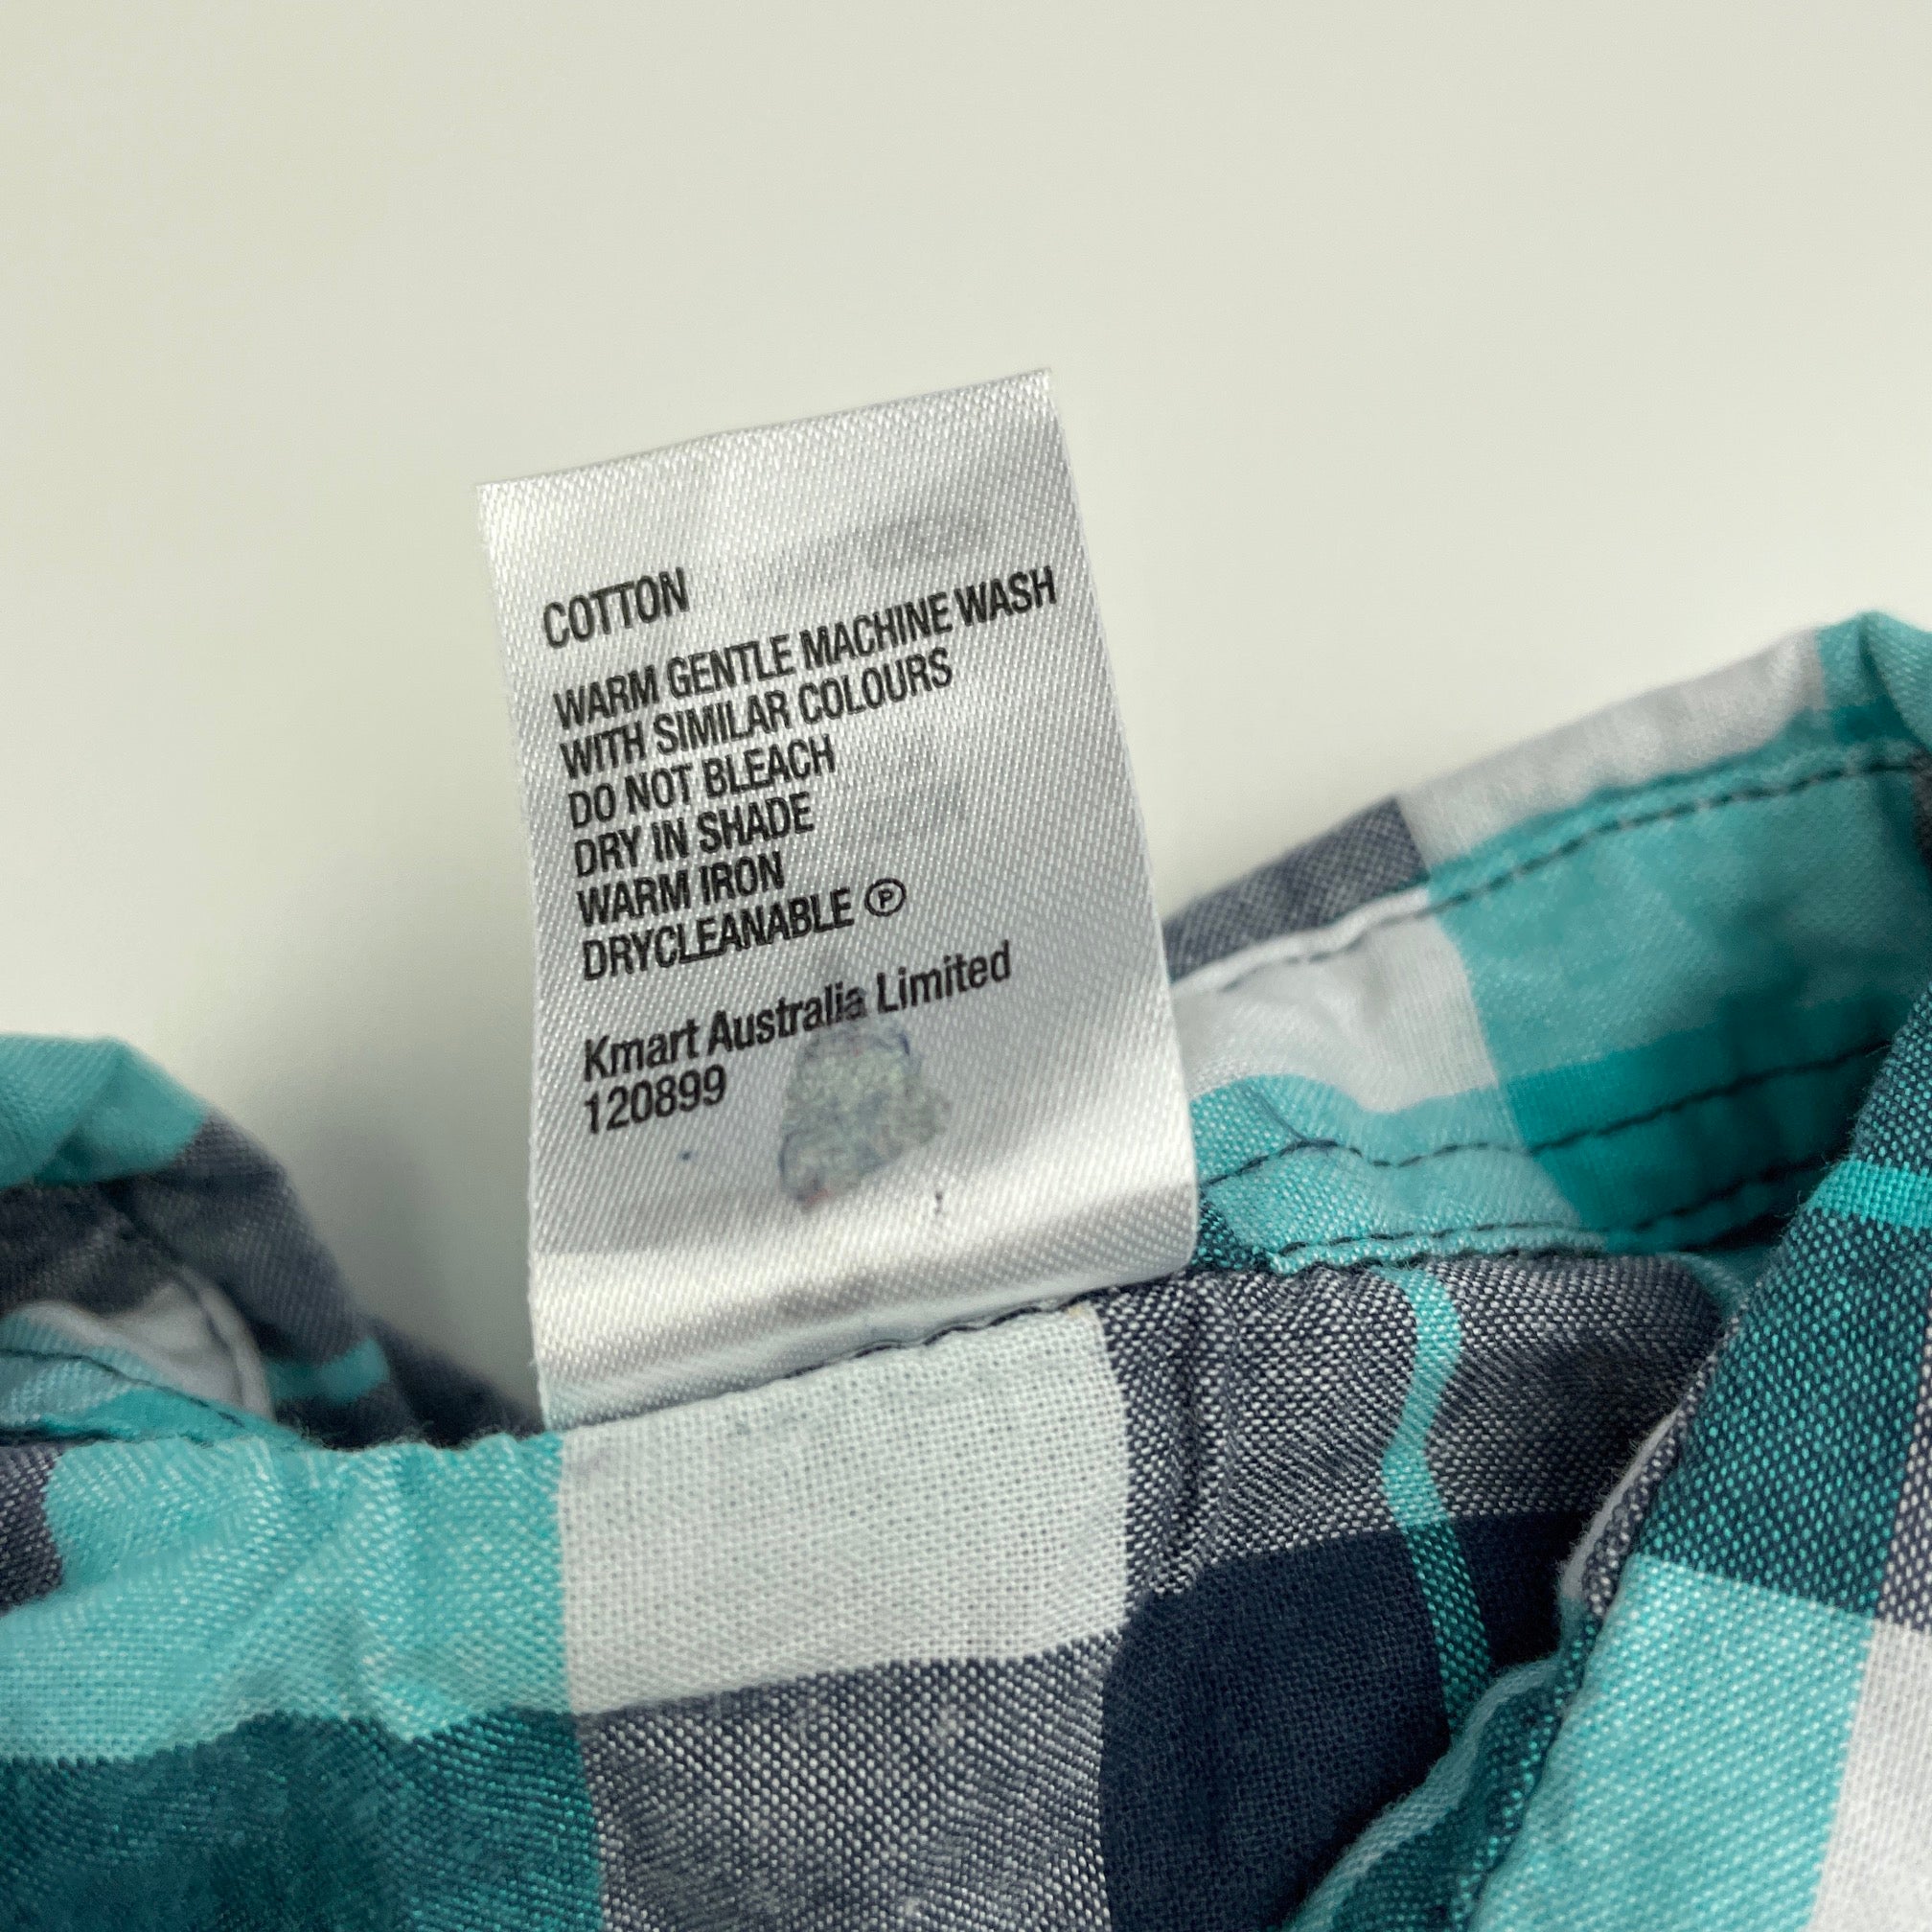 COTTON
WARM GENTLE MACHINE WASH
WITH SIMILAR COLOURS
DO NOT BLEACH
DRY IN SHADE
WARM IRON
DRYCLEANABLE Ⓟ
Kmart Australia Limited
120899